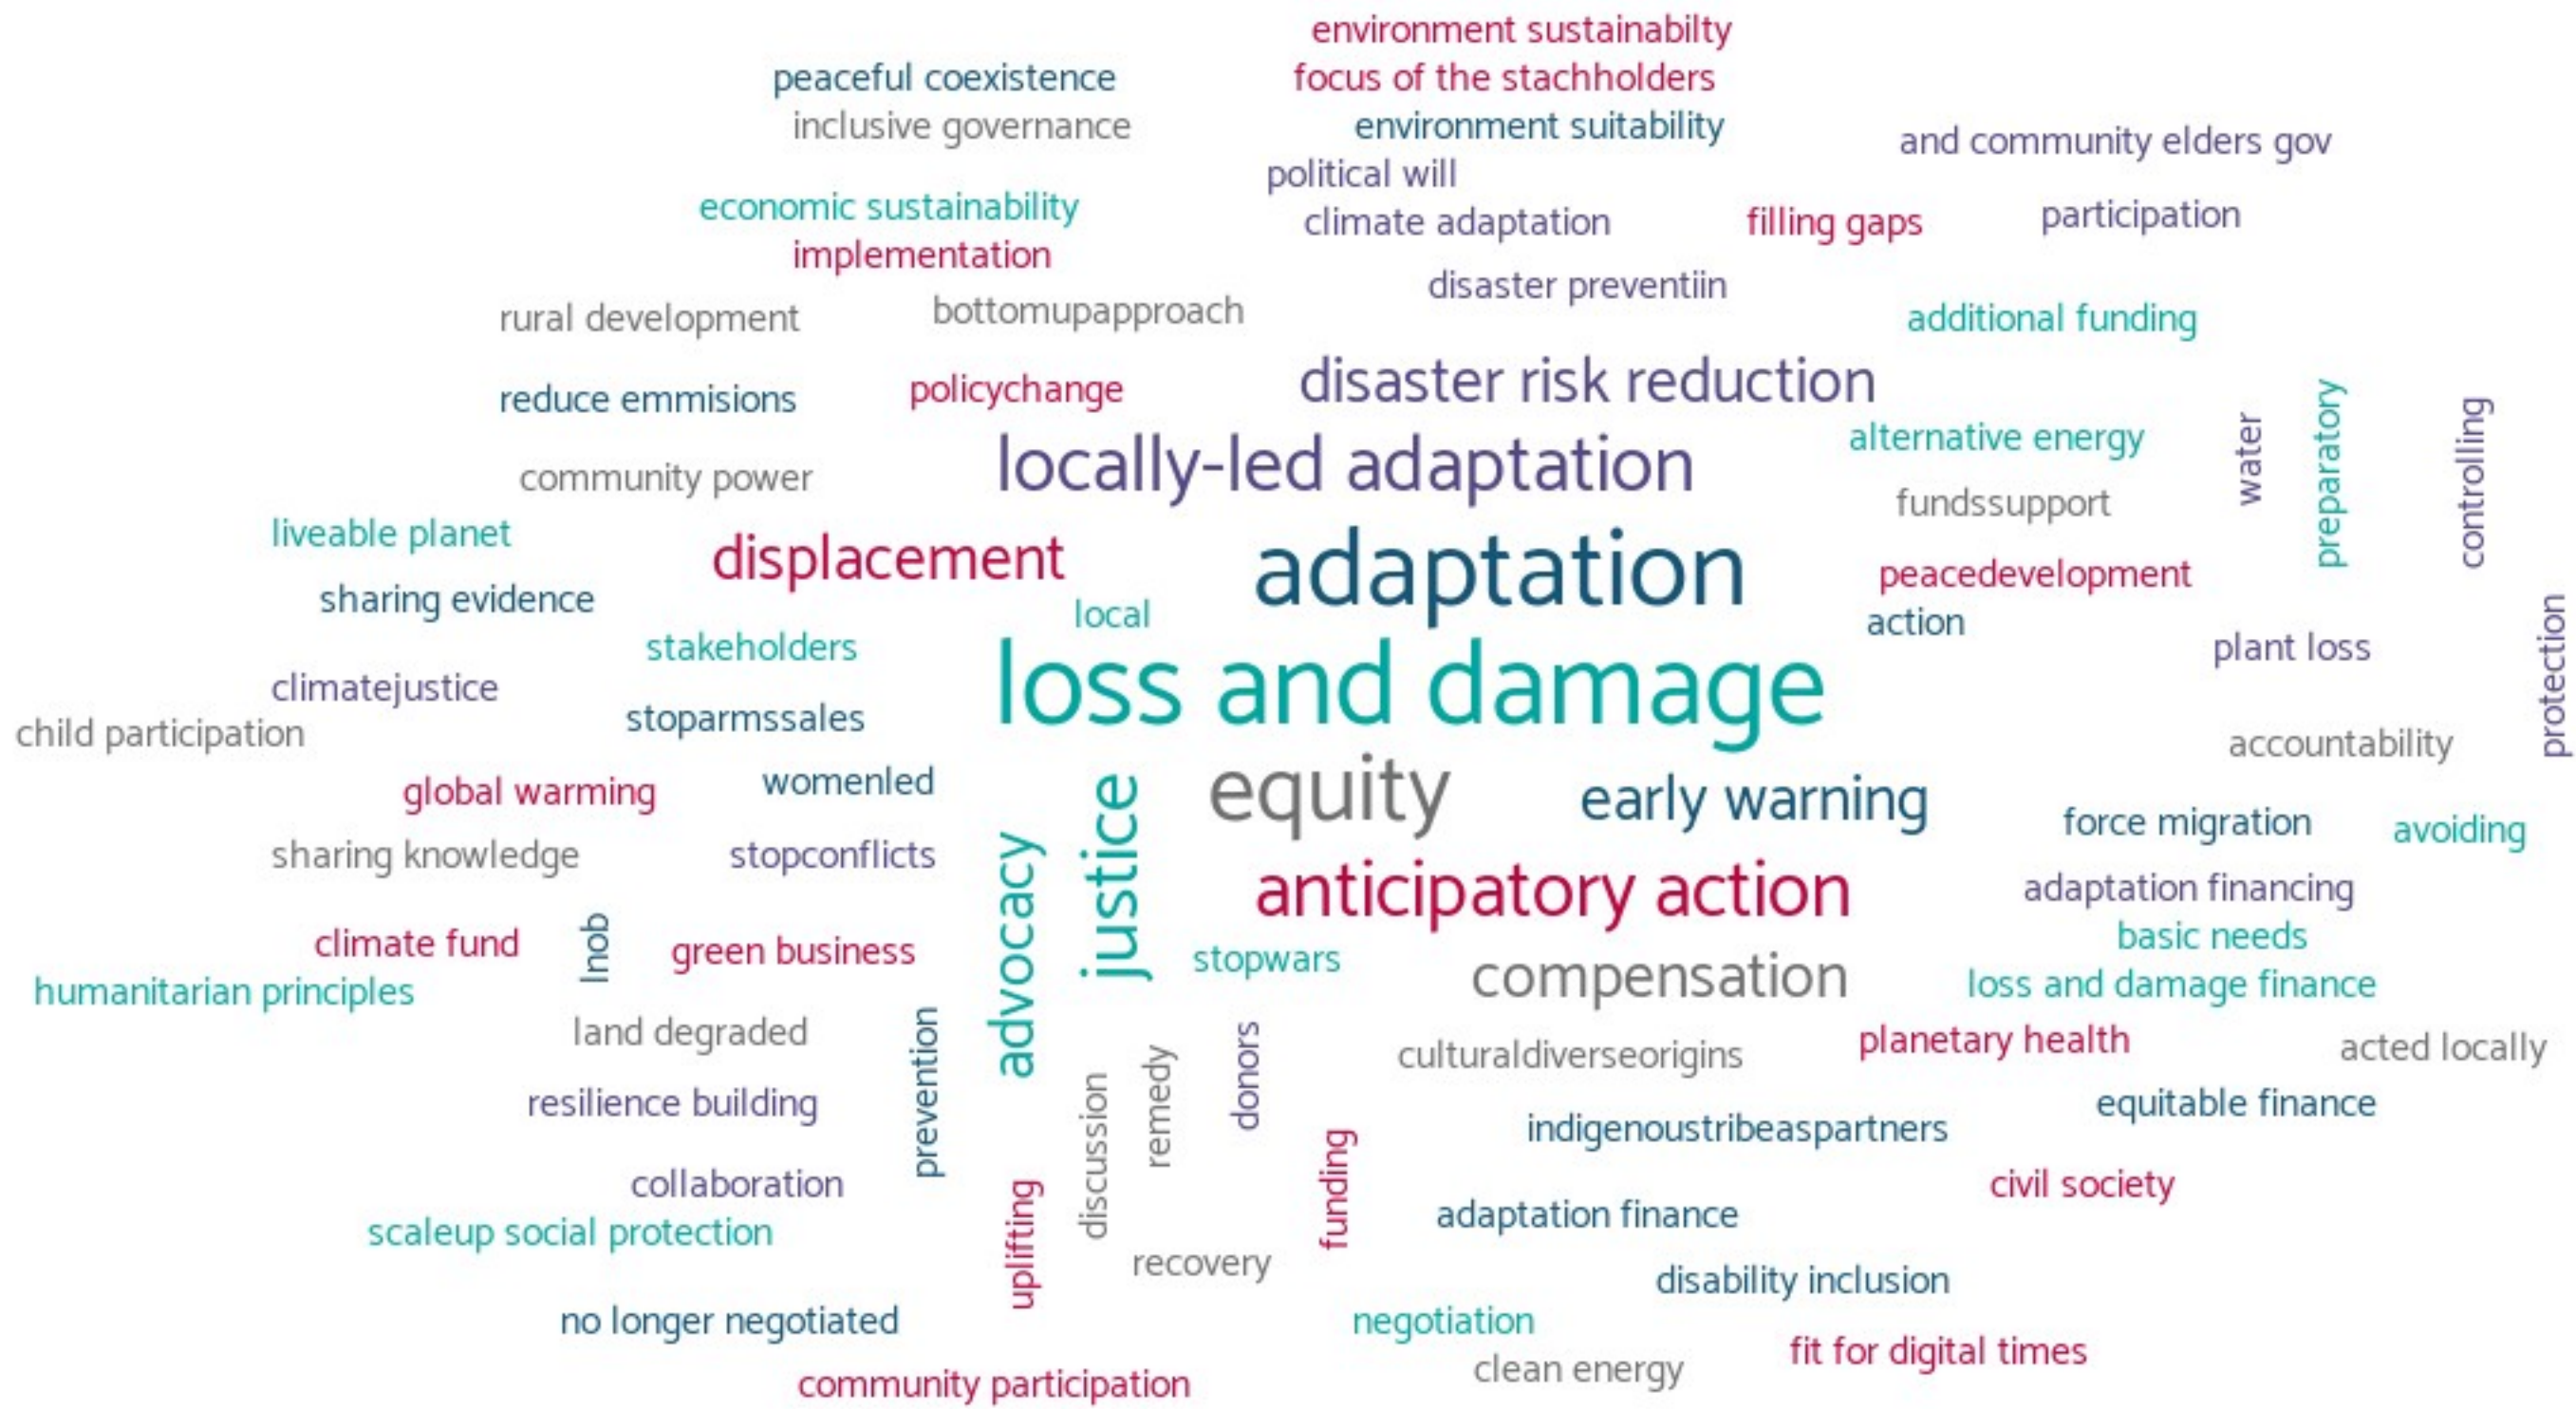 environment sustainabilty
peaceful coexistence
focus of the stachholders
inclusive governance
environment suitability
and community elders gov
political will
economic sustainability
climate adaptation
filling gaps
participation
implementation
disaster preventiin
rural development
bottomupapproach
additional funding
reduce emmisions
policychange
disaster risk reduction
locally-led adaptation
alternative energy
water
preparatory
controlling
community power
fundssupport
liveable planet
displacement
adaptation
peacedevelopment
sharing evidence
local
action
stakeholders
plant loss
protection
climatejustice
loss and damage
child participation
stoparmssales
accountability
global warming
womenled
equity
early warning
force migration
avoiding
justice
advocacy
sharing knowledge
stopconflicts
anticipatory action
adaptation financing
climate fund
green business
stopwars
compensation
basic needs
humanitarian principles
loss and damage finance
land degraded
prevention
discussion
remedy
donors
culturaldiverseorigins
planetary health
acted locally
resilience building
indigenoustribeaspartners
equitable finance
collaboration
uplifting
funding
civil society
scaleup social protection
adaptation finance
recovery
disability inclusion
no longer negotiated
negotiation
fit for digital times
clean energy
community participation